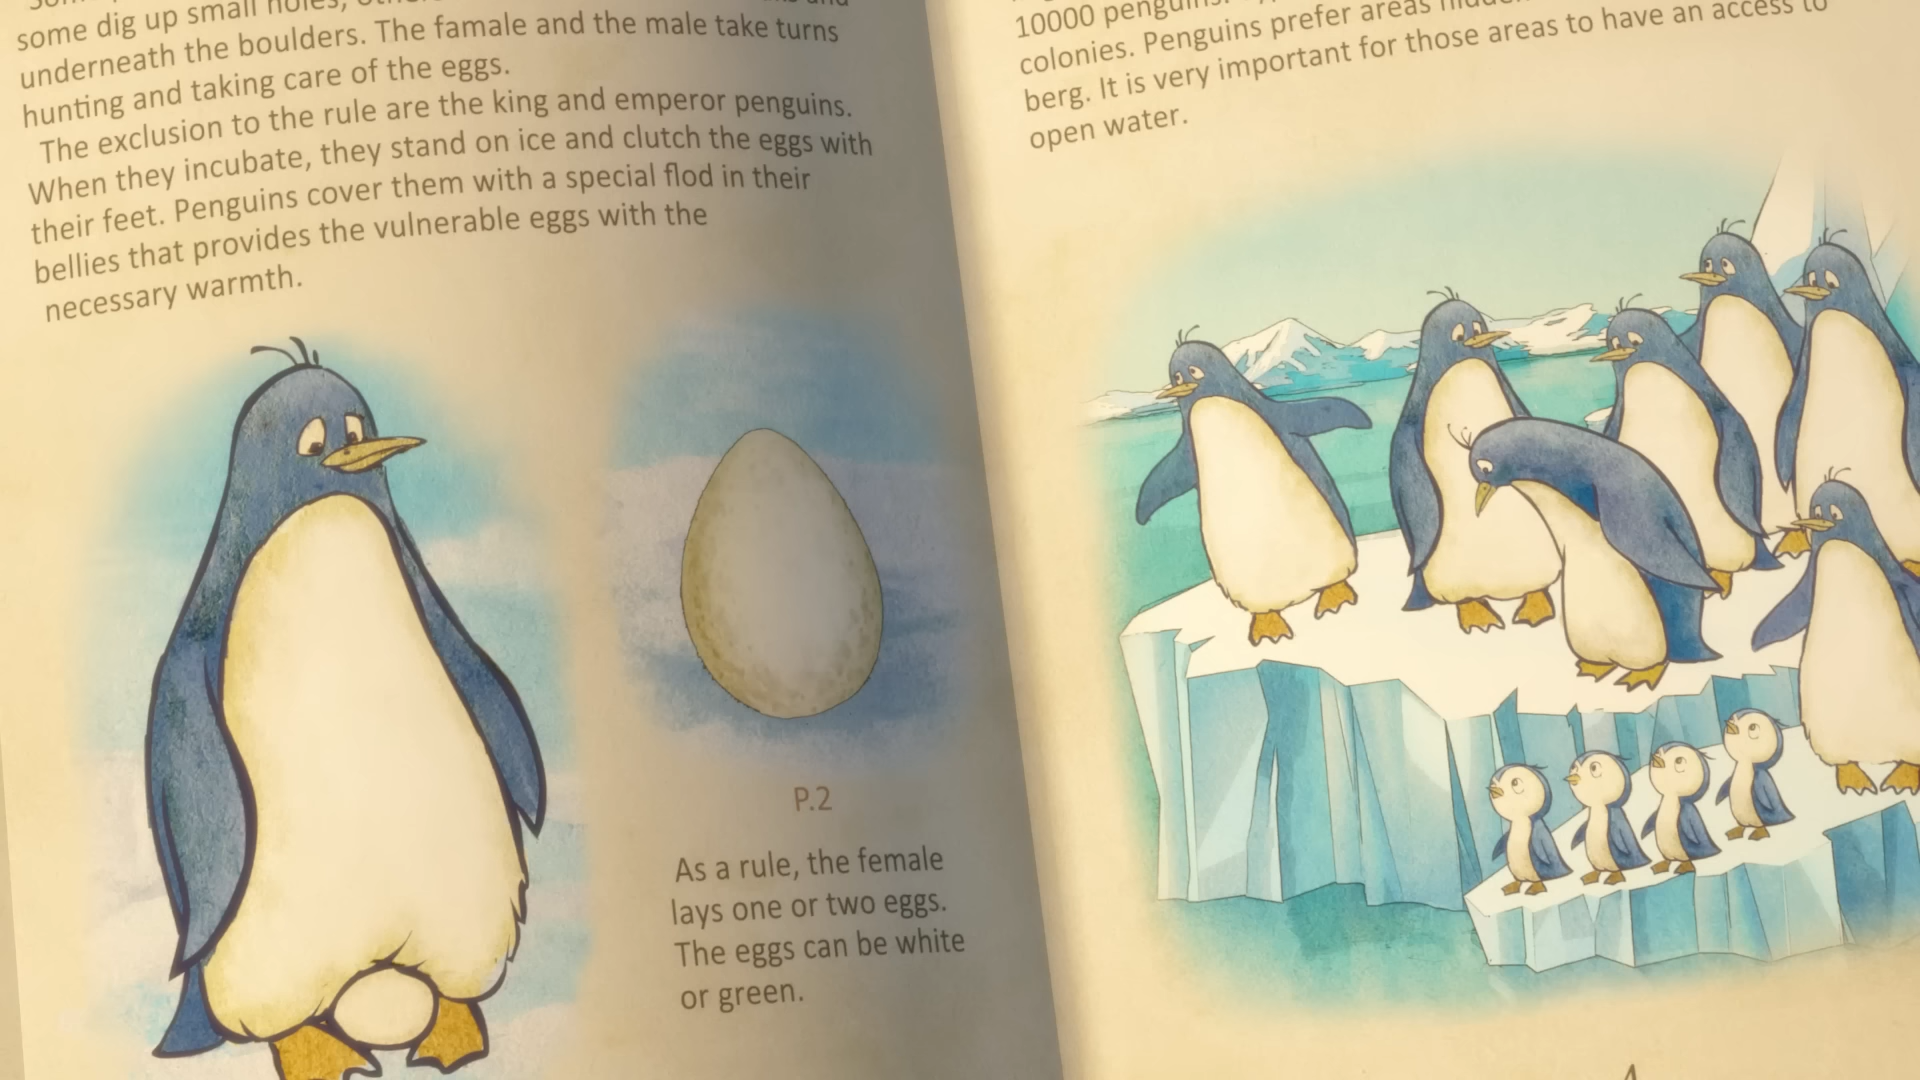 some dig up small holes,
underneath the boulders. The famale and the male take turns
hunting and taking care of the eggs.
The exclusion to the rule are the king and emperor penguins.
When they incubate, they stand on ice and clutch the eggs with
their feet. Penguins cover them with a special flod in their
bellies that provides the vulnerable eggs with the
necessary warmth.
P.2
As a rule, the female
lays one or two eggs.
The eggs can be white
or green.
10000 penguins.
colonies. Penguins prefer areas
berg. It is very important for those areas to have an access to
open water.